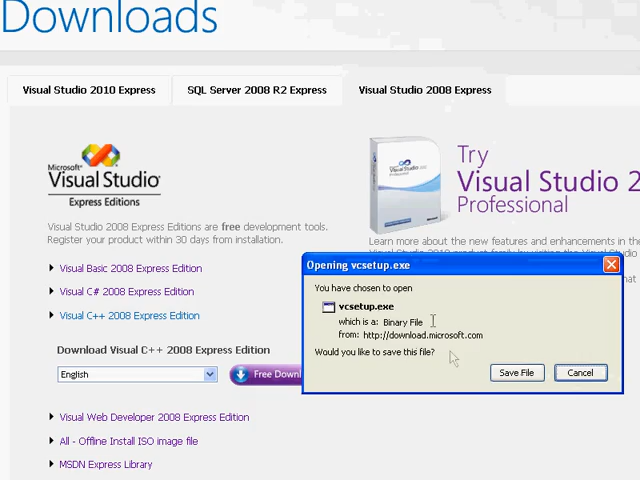 Downloads
Visual Studio 2010 Express
SQL Server 2008 R2 Express
Visual Studio 2008 Express
Microsoft
Visual Studio
Express Editions
Try
Visual Studio 2
Professional
Visual Studio 2008 Express Editions are free development tools.
Register your product within 30 days from installation.
Learn more about the new features and enhancements in the
Visual Basic 2008 Express Edition
Visual C# 2008 Express Edition
Visual C++ 2008 Express Edition
Download Visual C++ 2008 Express Edition
English
Free Downl
Visual Web Developer 2008 Express Edition
All - Offline Install ISO image file
MSDN Express Library
Opening vcsetup.exe
You have chosen to open
vcsetup.exe
which is a: Binary File
from: http://download.microsoft.com
Would you like to save this file?
Save File
Cancel